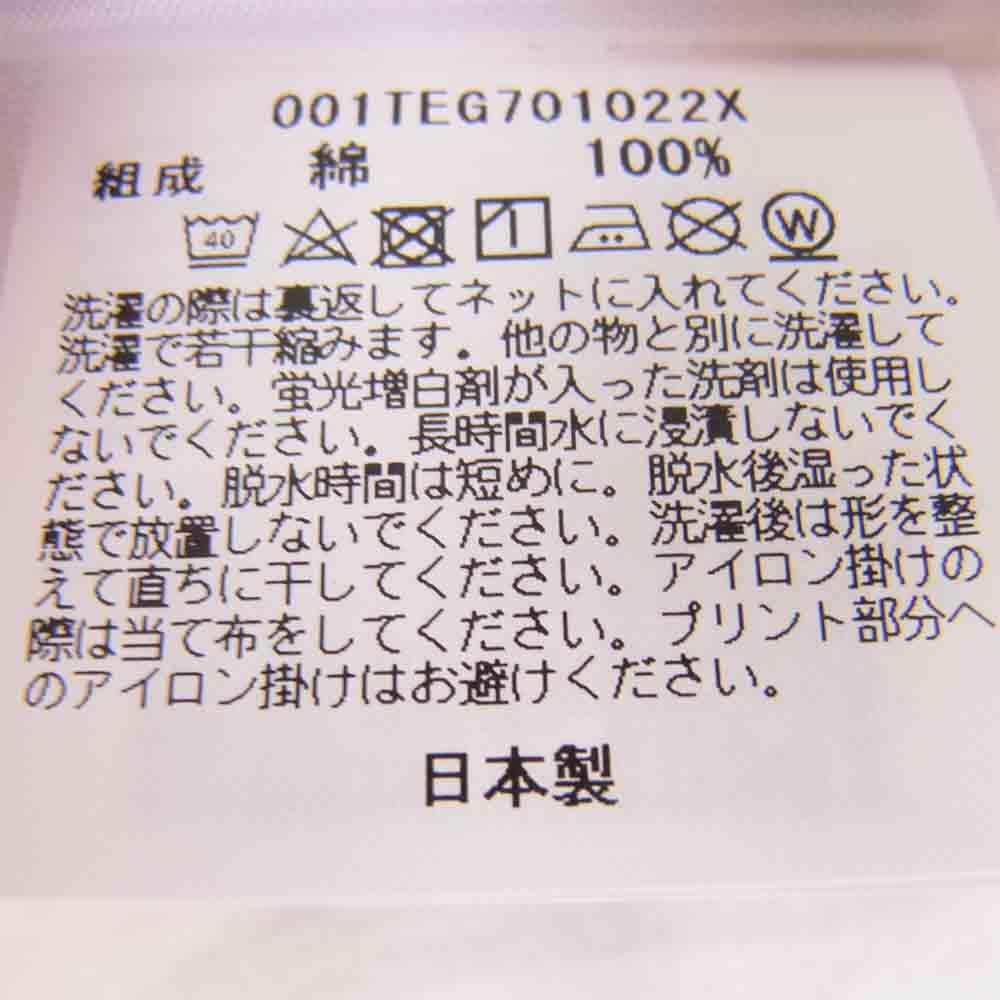 001TEG701022X
組成 綿 100%
40 W
洗濯の際は裏返してネットに入れてください。
洗濯で若干縮みます。他の物と別に洗濯して
ください。蛍光増白剤が入った洗剤は使用し
ないでください。長時間水に浸漬しないでく
ださい。脱水時間は短めに。脱水後湿った状
態で放置しないでください。洗濯後は形を整
えて直ちに干してください。アイロン掛けの
際は当て布をしてください。プリント部分へ
のアイロン掛けはお避けください。
日本製